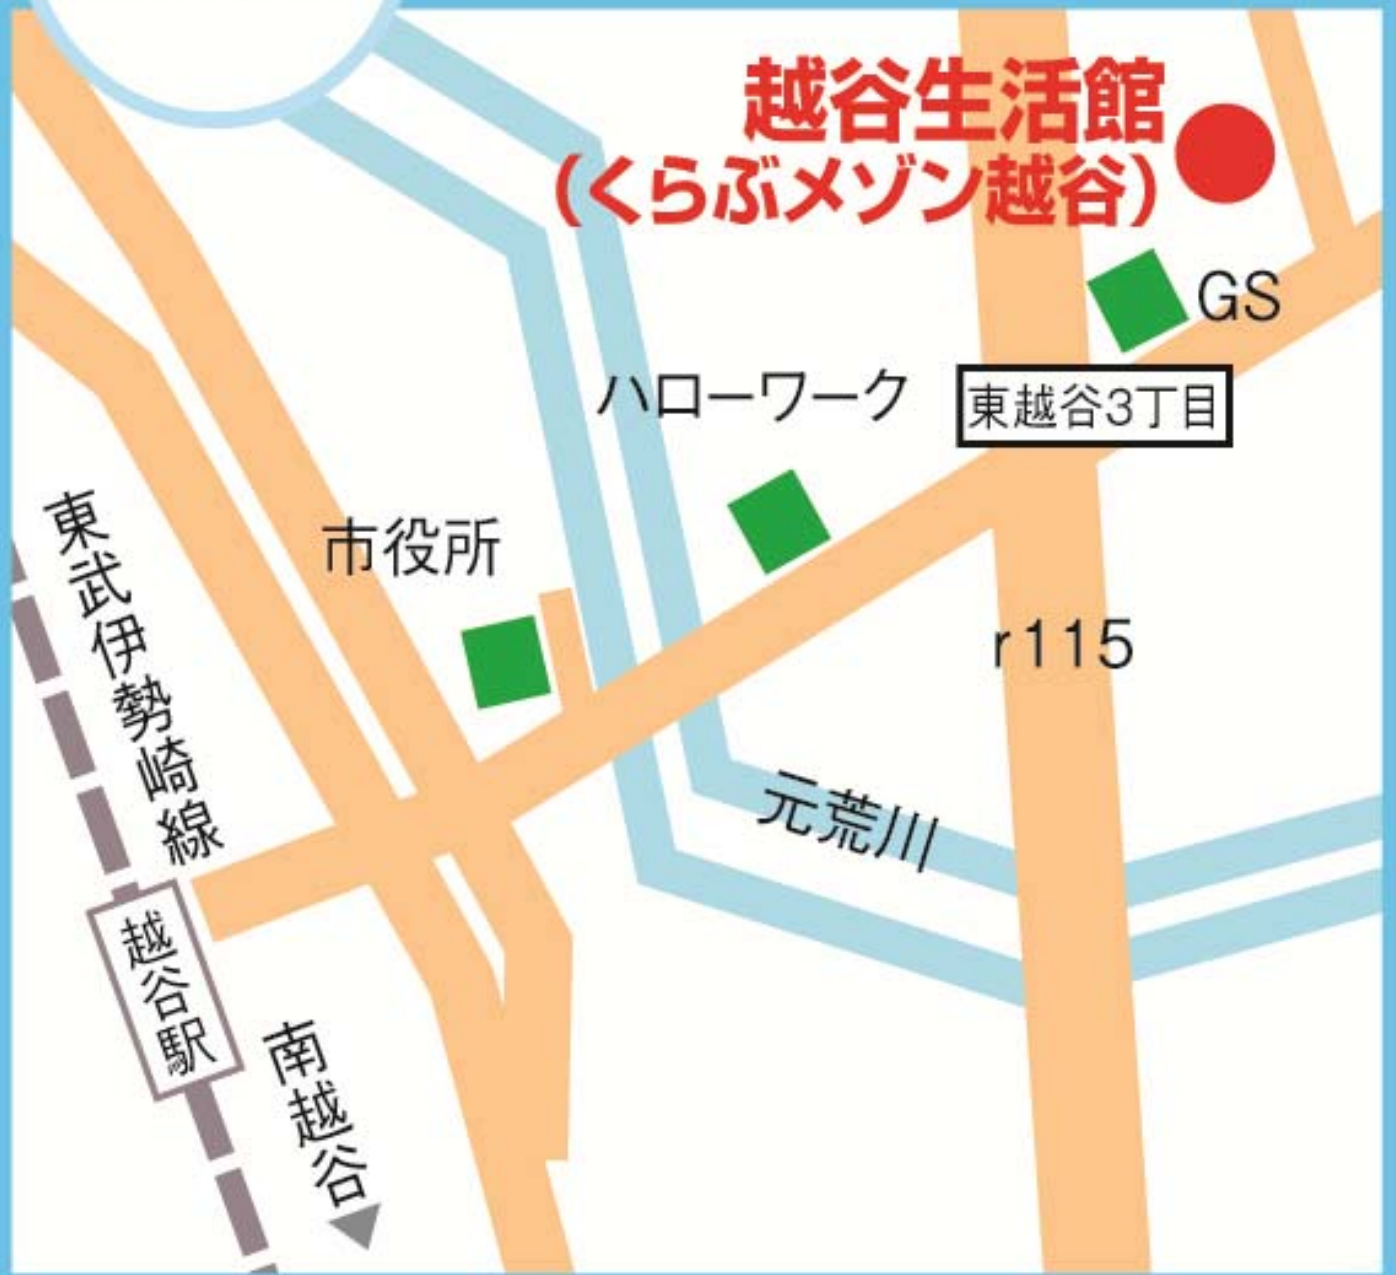 越谷生活館
（くらぶメゾン越谷）
GS
ハローワーク
東越谷3丁目
東武伊勢崎線
市役所
r115
元荒川
越谷駅
南越谷